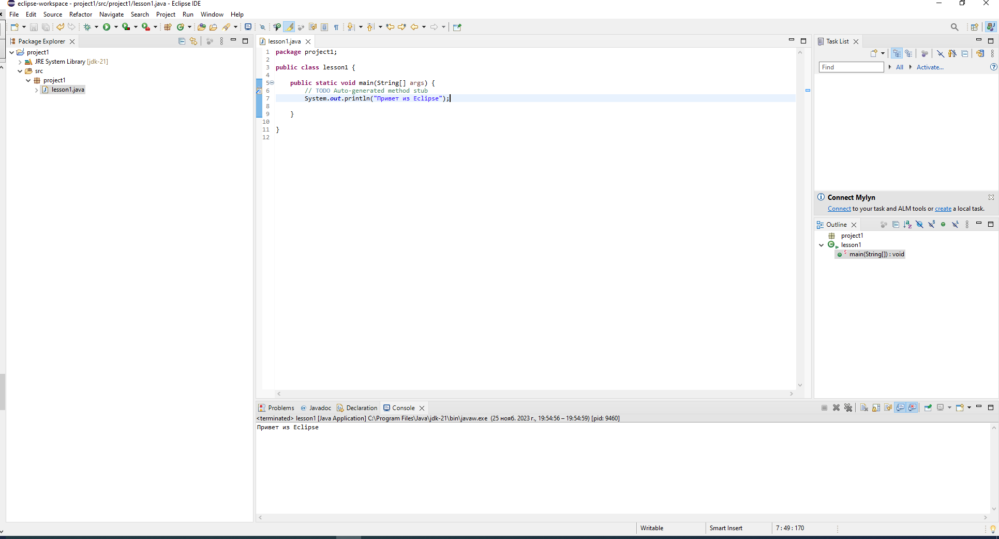 eclipse-workspace - project1/src/project1/lesson1.java - Eclipse IDE
File Edit Source Refactor Navigate Search Project Run Window Help
Package Explorer
project1
JRE System Library [jdk-21]
src
project1
lesson1.java
lesson1.java
1 package project1;
2
3 public class lesson1 {
4
5 public static void main(String[] args) {
6 // TODO Auto-generated method stub
7 System.out.println("Привет из Eclipse");
8
9 }
10
11 }
12
Task List
Find All Activate...
Connect Mylyn
Connect to your task and ALM tools or create a local task.
Outline
project1
lesson1
main(String[]) : void
Problems Javadoc Declaration Console
<terminated> lesson1 [Java Application] C:\Program Files\Java\jdk-21\bin\javaw.exe (25 нояб. 2023 г., 19:54:56 – 19:54:59) [pid: 9460]
Привет из Eclipse
Writable Smart Insert 7 : 49 : 170